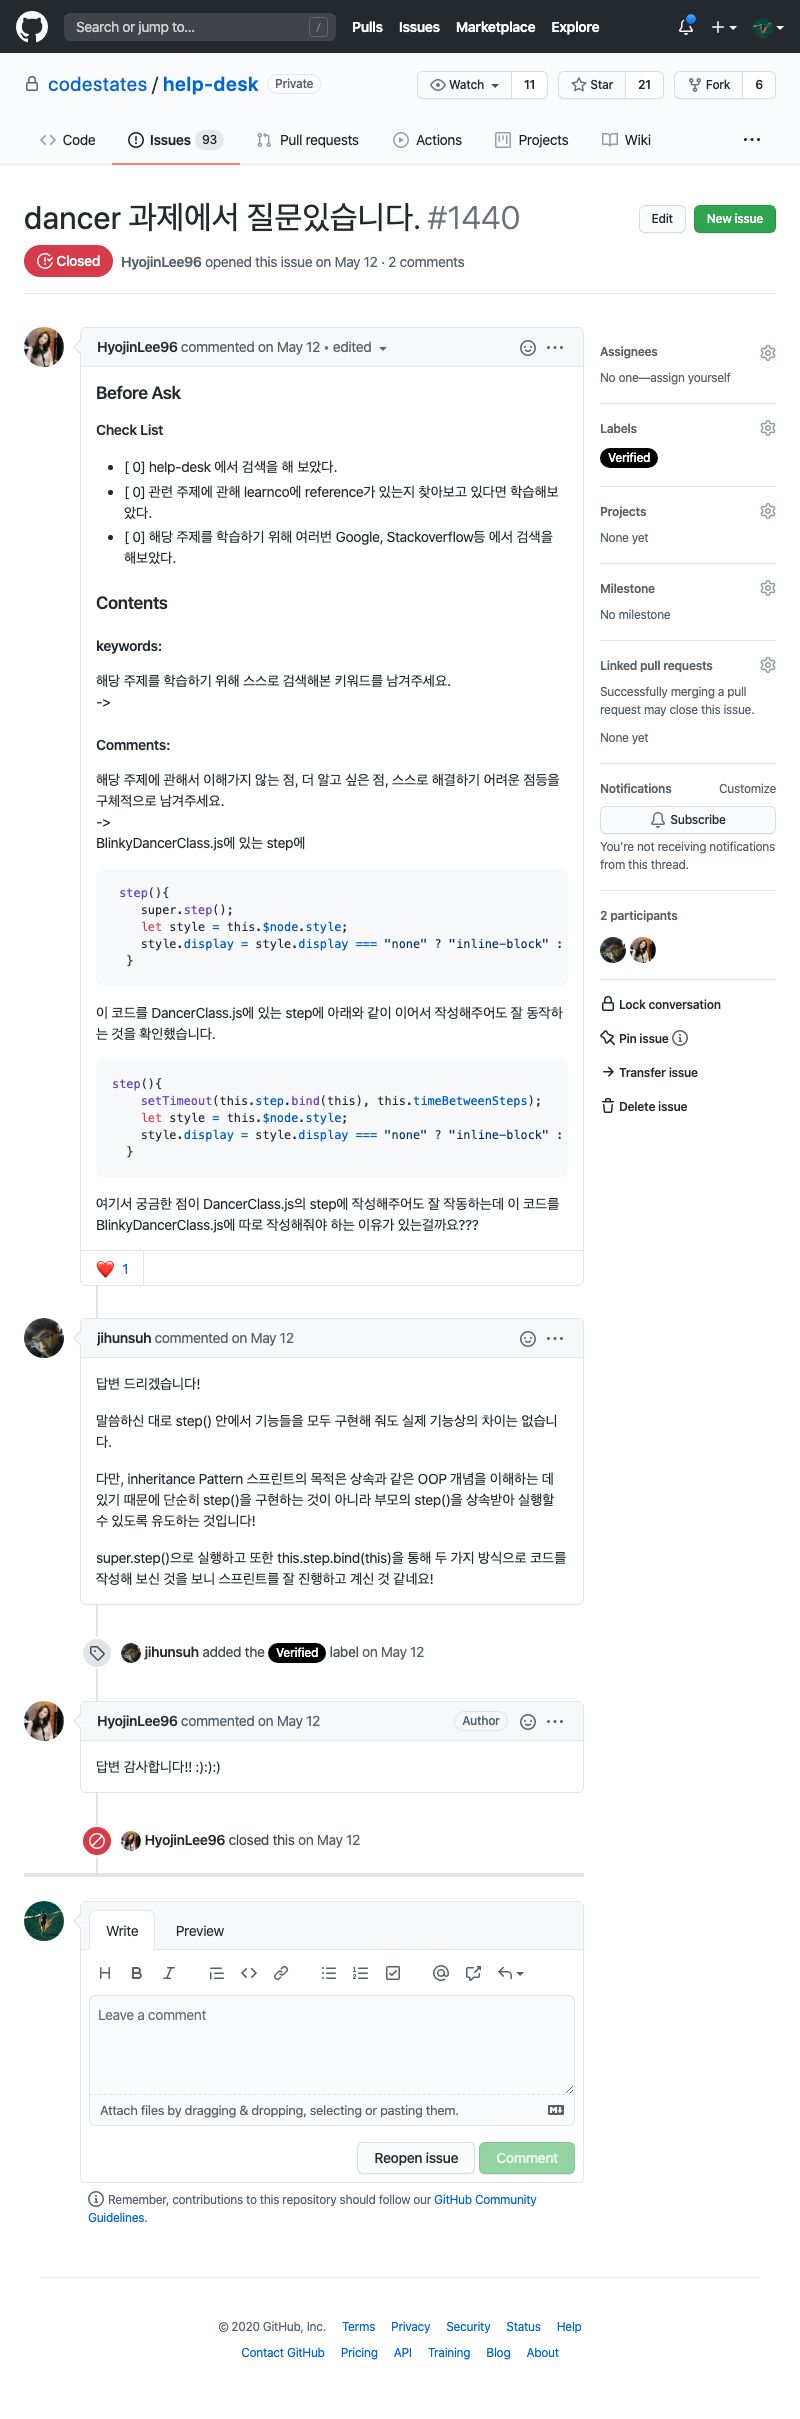 Search or jump to... /
Pulls Issues Marketplace Explore
codestates / help-desk Private
Watch 11 Star 21 Fork 6
Code Issues 93 Pull requests Actions Projects Wiki ...
dancer 과제에서 질문있습니다. #1440
Edit New issue
Closed HyojinLee96 opened this issue on May 12 · 2 comments
HyojinLee96 commented on May 12 • edited
Before Ask
Check List
• [ 0] help-desk 에서 검색을 해 보았다.
• [ 0] 관련 주제에 관해 learnco에 reference가 있는지 찾아보고 있다면 학습해보
았다.
• [ 0] 해당 주제를 학습하기 위해 여러번 Google, Stackoverflow등 에서 검색을
해보았다.
Contents
keywords:
해당 주제를 학습하기 위해 스스로 검색해본 키워드를 남겨주세요.
->
Comments:
해당 주제에 관해서 이해가지 않는 점, 더 알고 싶은 점, 스스로 해결하기 어려운 점등을
구체적으로 남겨주세요.
->
BlinkyDancerClass.js에 있는 step에
step(){
super.step();
let style = this.$node.style;
style.display = style.display === "none" ? "inline-block" :
}
이 코드를 DancerClass.js에 있는 step에 아래와 같이 이어서 작성해주어도 잘 동작하
는 것을 확인했습니다.
step(){
setTimeout(this.step.bind(this), this.timeBetweenSteps);
let style = this.$node.style;
style.display = style.display === "none" ? "inline-block" :
}
여기서 궁금한 점이 DancerClass.js의 step에 작성해주어도 잘 작동하는데 이 코드를
BlinkyDancerClass.js에 따로 작성해줘야 하는 이유가 있는걸까요???
❤️ 1
jihunsuh commented on May 12
답변 드리겠습니다!
말씀하신 대로 step() 안에서 기능들을 모두 구현해 줘도 실제 기능상의 차이는 없습니
다.
다만, inheritance Pattern 스프린트의 목적은 상속과 같은 OOP 개념을 이해하는 데
있기 때문에 단순히 step()을 구현하는 것이 아니라 부모의 step()을 상속받아 실행할
수 있도록 유도하는 것입니다!
super.step()으로 실행하고 또한 this.step.bind(this)을 통해 두 가지 방식으로 코드를
작성해 보신 것을 보니 스프린트를 잘 진행하고 계신 것 같네요!
jihunsuh added the Verified label on May 12
HyojinLee96 commented on May 12 Author
답변 감사합니다!! :):):)
HyojinLee96 closed this on May 12
Assignees
No one—assign yourself
Labels
Verified
Projects
None yet
Milestone
No milestone
Linked pull requests
Successfully merging a pull
request may close this issue.
None yet
Notifications Customize
Subscribe
You're not receiving notifications
from this thread.
2 participants
Lock conversation
Pin issue
Transfer issue
Delete issue
Write Preview
Leave a comment
Attach files by dragging & dropping, selecting or pasting them.
Reopen issue Comment
Remember, contributions to this repository should follow our GitHub Community
Guidelines.
© 2020 GitHub, Inc. Terms Privacy Security Status Help
Contact GitHub Pricing API Training Blog About